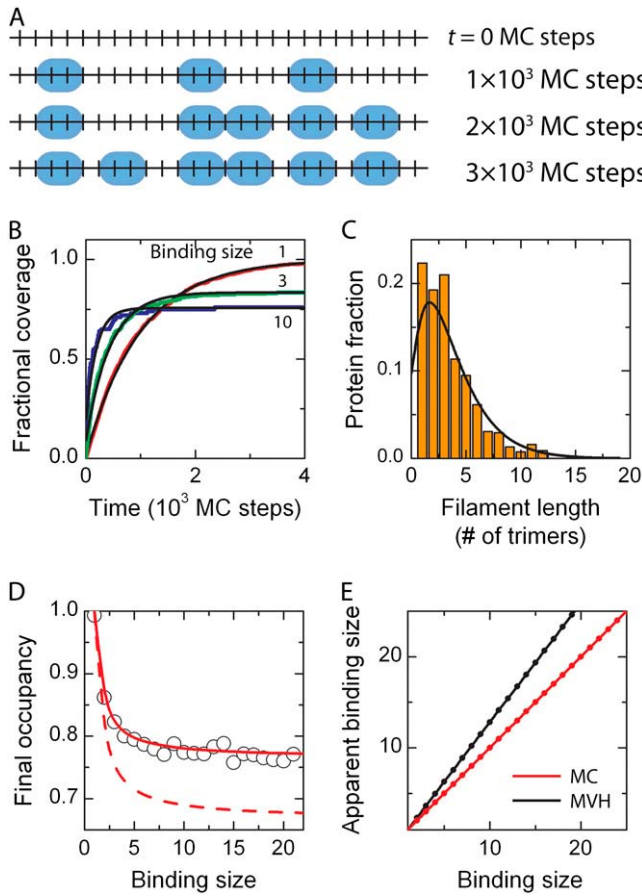 A
t = 0 MC steps
1×10³ MC steps
2×10³ MC steps
3×10³ MC steps
B
Binding size
1
3
10
Fractional coverage
1.0
0.5
0.0
0
2
4
Time (10³ MC steps)
C
Protein fraction
0.2
0.1
0.0
0
5
10
15
20
Filament length
(# of trimers)
D
Final occupancy
1.0
0.9
0.8
0.7
0
5
10
15
20
Binding size
E
Apparent binding size
20
10
10
20
MC
MVH
Binding size